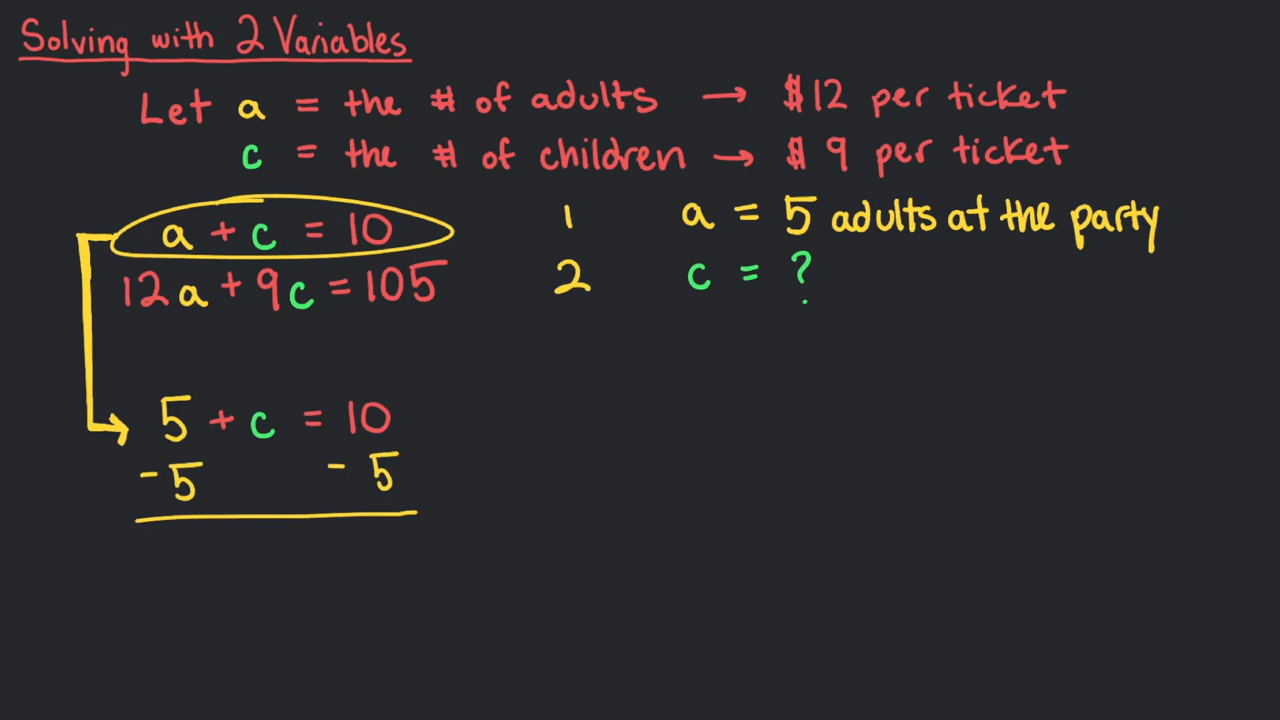 Solving with 2 Variables
Let a = the # of adults → $12 per ticket
c = the # of children → $9 per ticket
a + c = 10 1 a = 5 adults at the party
12a + 9c = 105 2 c = ?
5 + c = 10
-5 - 5